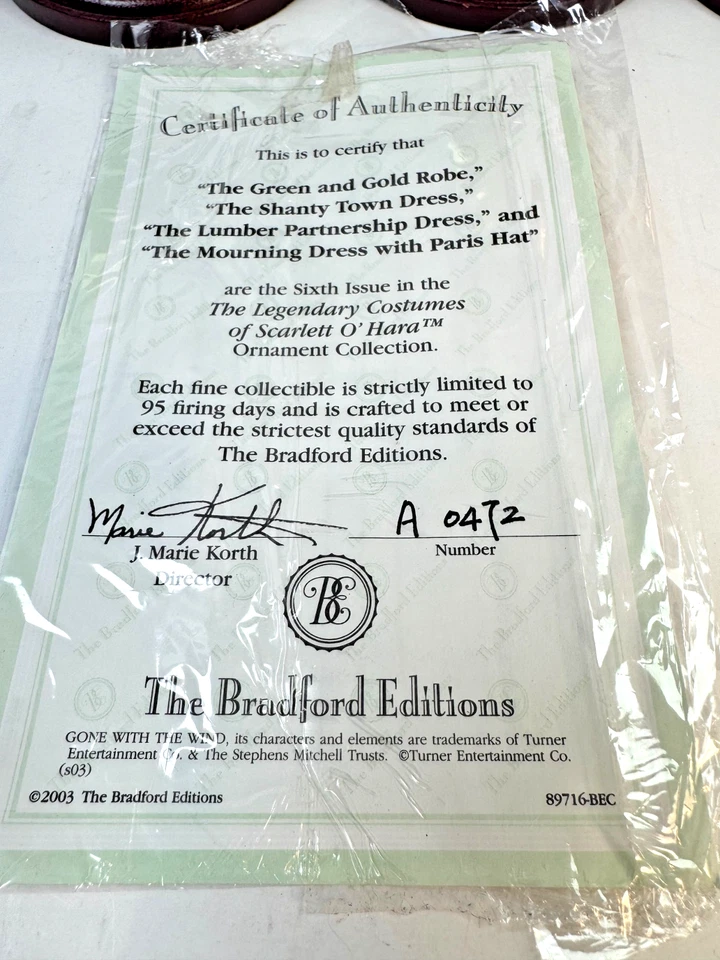 Certificate of Authenticity
This is to certify that
“The Green and Gold Robe,”
“The Shanty Town Dress,”
“The Lumber Partnership Dress,” and
“The Mourning Dress with Paris Hat”
are the Sixth Issue in the
The Legendary Costumes
of Scarlett O’Hara™
Ornament Collection.
Each fine collectible is strictly limited to
95 firing days and is crafted to meet or
exceed the strictest quality standards of
The Bradford Editions.
Marie Korth
A 0472
J. Marie Korth
Number
Director
BE
The Bradford Editions
GONE WITH THE WIND, its characters and elements are trademarks of Turner
Entertainment Co. & The Stephens Mitchell Trusts. ©Turner Entertainment Co.
(s03)
©2003 The Bradford Editions
89716-BEC